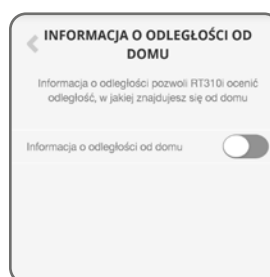 INFORMACJA O ODLEGŁOŚCI OD
DOMU
Informacja o odległości pozwoli RT310i ocenić
odległość, w jakiej znajdujesz się od domu
Informacja o odległości od domu